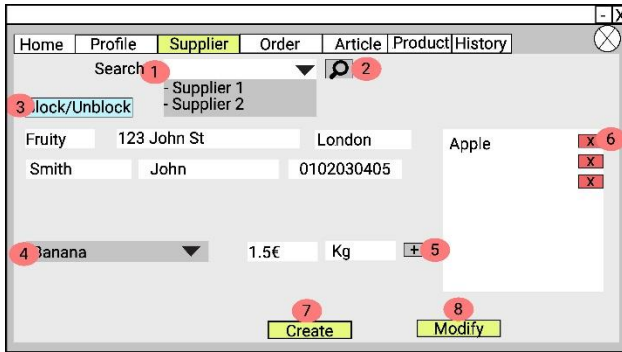 - X
Home Profile Supplier Order Article Product History
Search 1 2
- Supplier 1
- Supplier 2
3 lock/Unblock
Fruity 123 John St London
Apple X 6
Smith John 0102030405 X
X
4 Banana 1.5€ Kg + 5
7 8
Create Modify